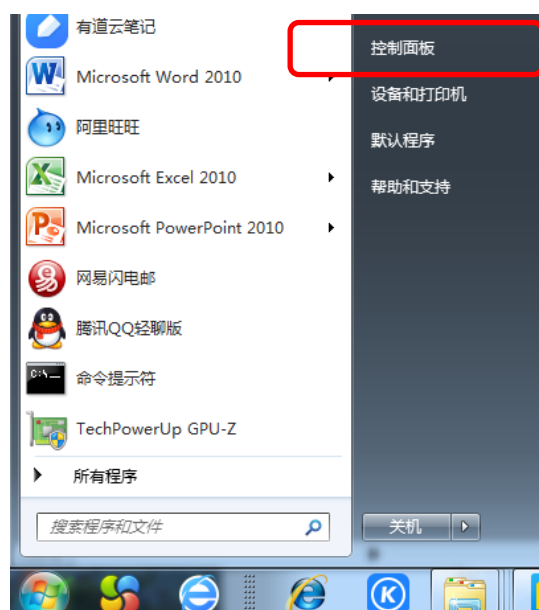 有道云笔记
Microsoft Word 2010
阿里旺旺
Microsoft Excel 2010
Microsoft PowerPoint 2010
网易闪电邮
腾讯QQ轻聊版
命令提示符
TechPowerUp GPU-Z
所有程序
搜索程序和文件
控制面板
设备和打印机
默认程序
帮助和支持
关机